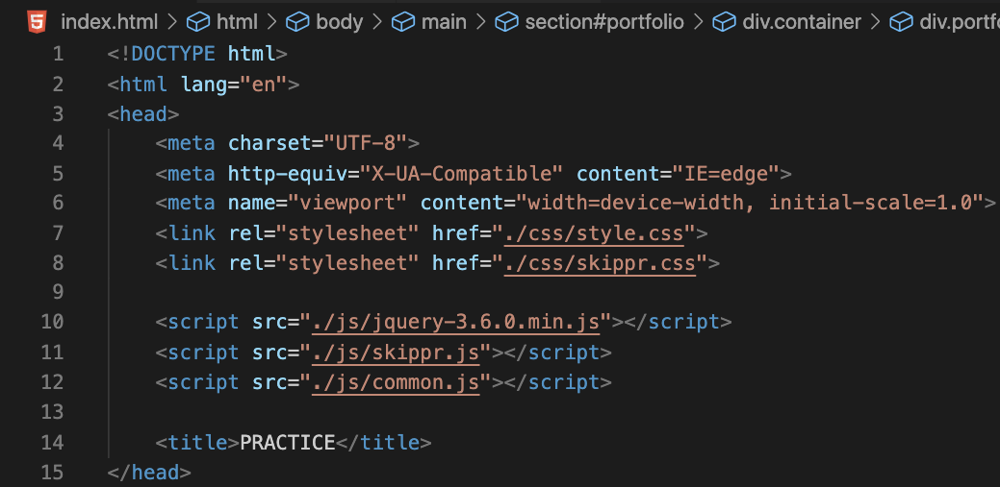 index.html > html > body > main > section#portfolio > div.container >
1 <!DOCTYPE html>
2 <html lang="en">
3 <head>
4 <meta charset="UTF-8">
5 <meta http-equiv="X-UA-Compatible" content="IE=edge">
6 <meta name="viewport" content="width=device-width, initial-scale=1.0">
7 <link rel="stylesheet" href="./css/style.css">
8 <link rel="stylesheet" href="./css/skippr.css">
9
10 <script src="./js/jquery-3.6.0.min.js"></script>
11 <script src="./js/skippr.js"></script>
12 <script src="./js/common.js"></script>
13
14 <title>PRACTICE</title>
15 </head>